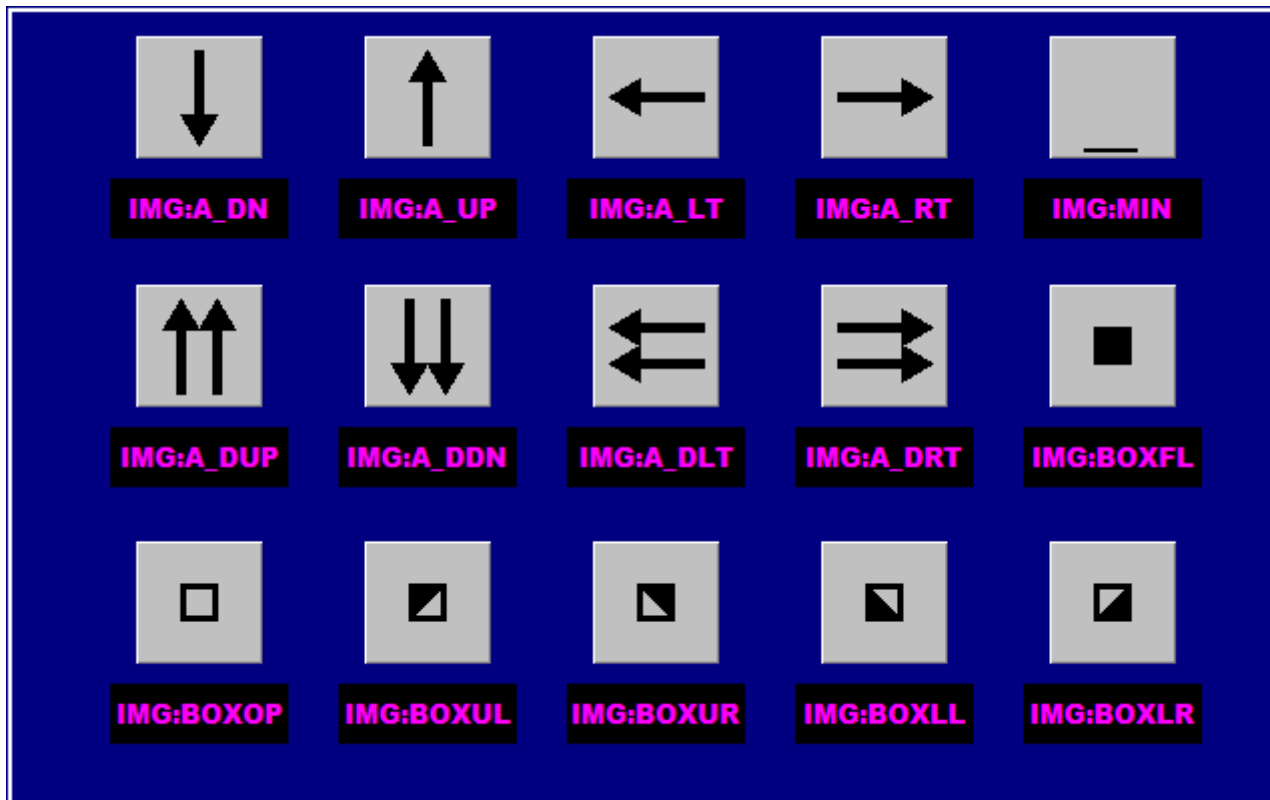 IMG:A_DN IMG:A_UP IMG:A_LT IMG:A_RT IMG:MIN
IMG:A_DUP IMG:A_DDN IMG:A_DLT IMG:A_DRT IMG:BOXFL
IMG:BOXOP IMG:BOXUL IMG:BOXUR IMG:BOXLL IMG:BOXLR